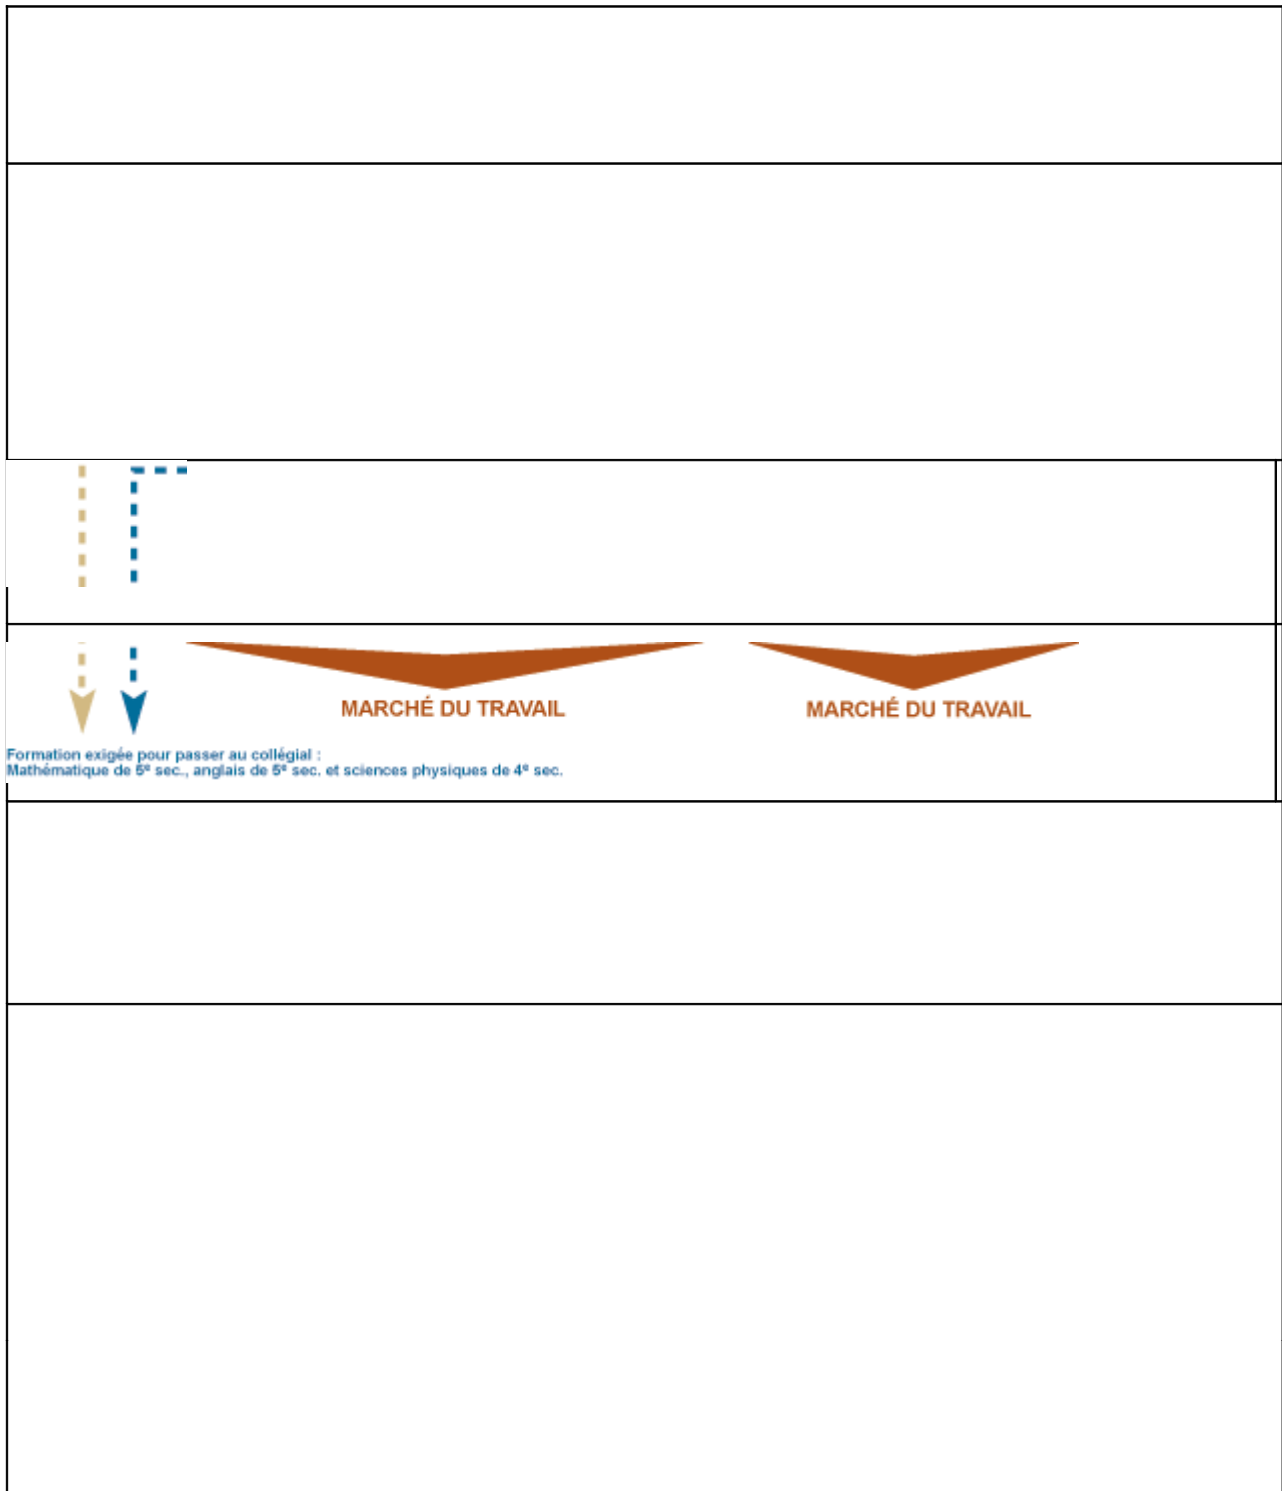 MARCHÉ DU TRAVAIL
MARCHÉ DU TRAVAIL
Formation exigée pour passer au collégial :
Mathématique de 5e sec., anglais de 5e sec. et sciences physiques de 4e sec.